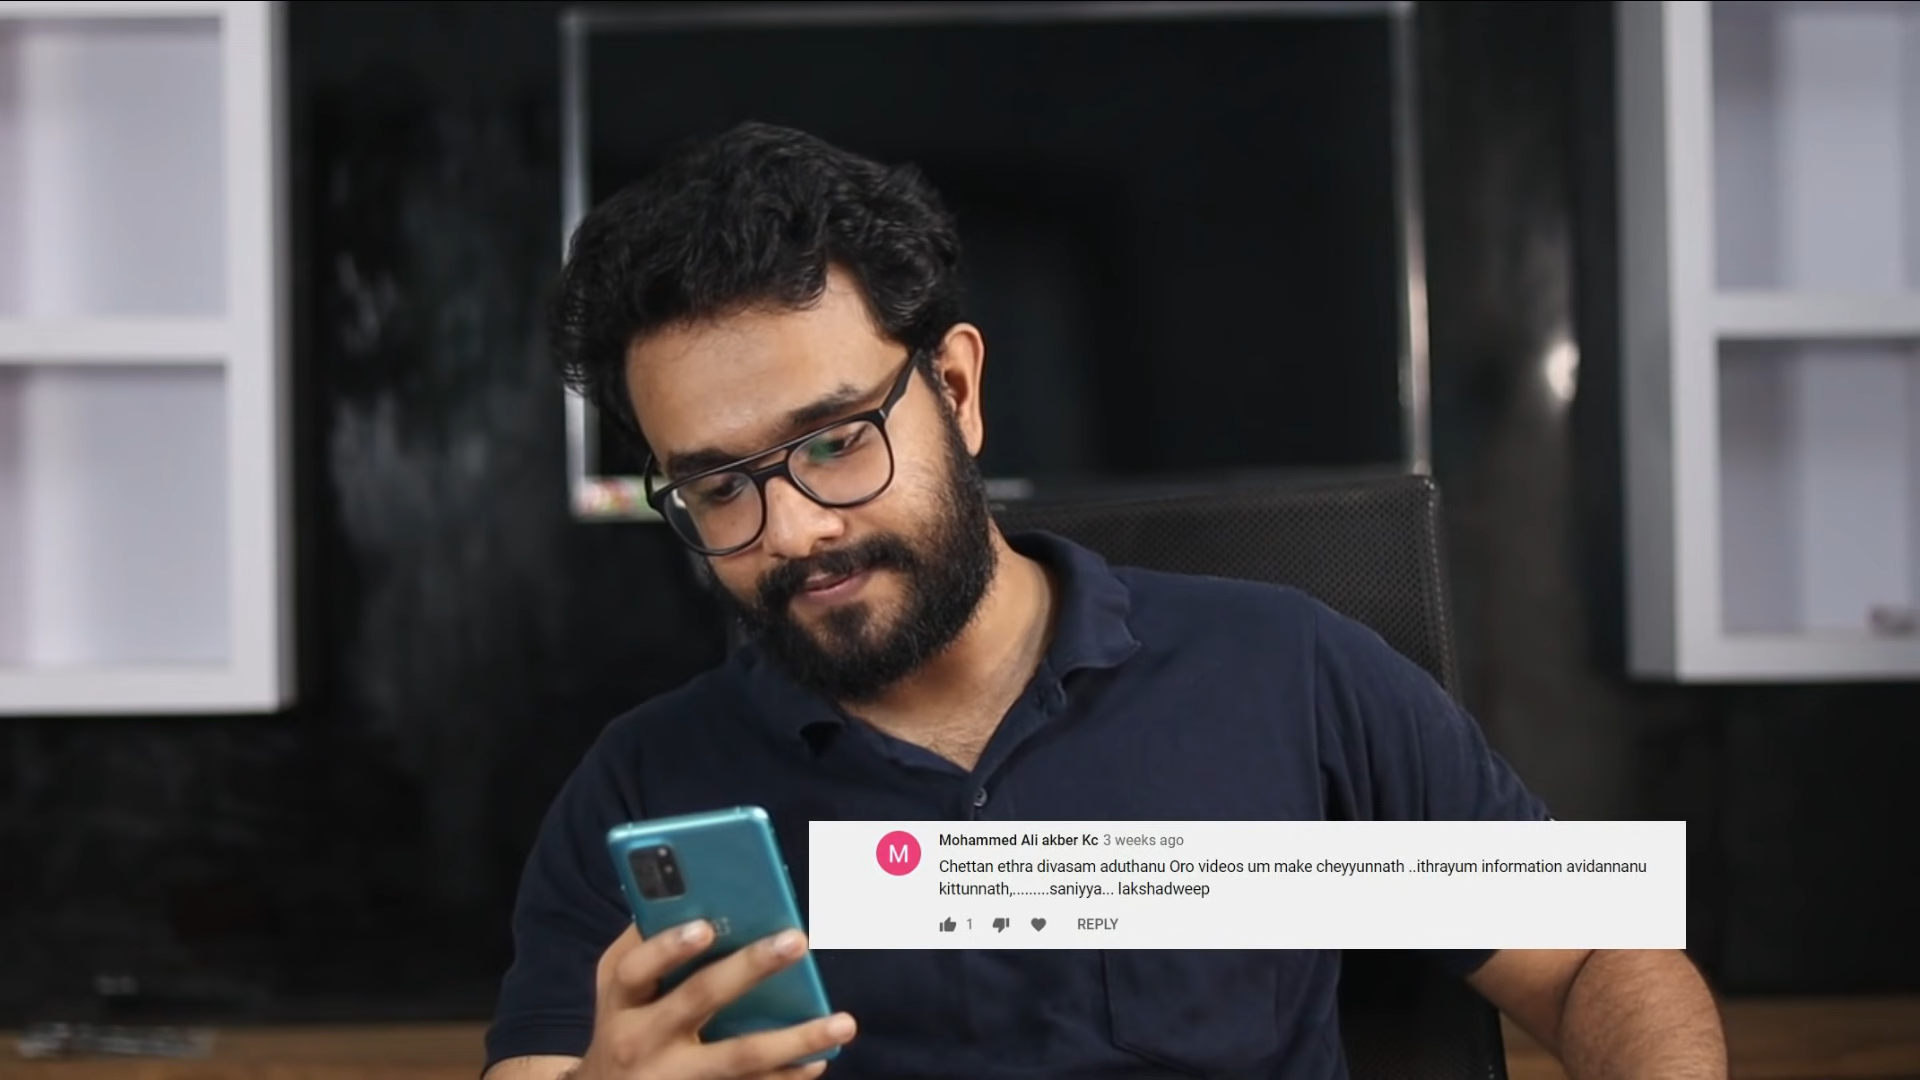 M
Mohammed Ali akber Kc 3 weeks ago
Chettan ethra divasam aduthanu Oro videos um make cheyyunnath ..ithrayum information avidannanu
kittunnath,.........saniyya... lakshadweep
1 REPLY